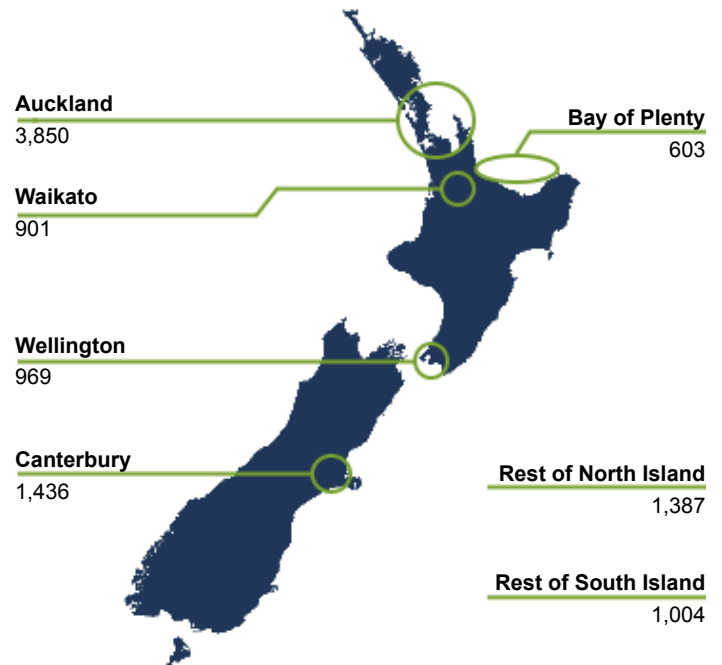 Auckland
3,850
Bay of Plenty
603
Waikato
901
Wellington
969
Canterbury
1,436
Rest of North Island
1,387
Rest of South Island
1,004